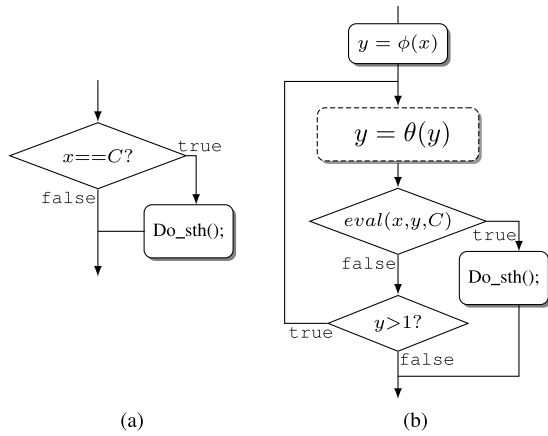 x==C?
true
false
Do_sth();
(a)
y = ϕ(x)
y = θ(y)
eval(x,y,C)
true
false
Do_sth();
y>1?
true
false
(b)